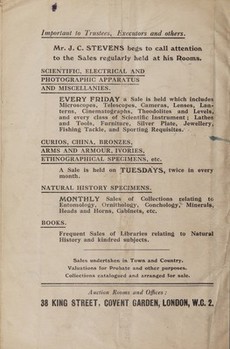 Important to Trustees, Executors and others.
Mr. J. C. STEVENS begs to call attention
to the Sales regularly held at his Rooms.
SCIENTIFIC, ELECTRICAL AND
PHOTOGRAPHIC APPARATUS
AND MISCELLANIES.
EVERY FRIDAY a Sale is held which includes
Microscopes, Telescopes, Cameras, Lenses, Lan-
terns, Cinematographs, Theodolites and Levels,
and every class of Scientific Instrument; Lathes
and Tools, Furniture, Silver Plate, Jewellery,
Fishing Tackle, and Sporting Requisites.
CURIOS, CHINA, BRONZES,
ARMS AND ARMOUR, IVORIES,
ETHNOGRAPHICAL SPECIMENS, etc.
A Sale is held on TUESDAYS, twice in every
month.
NATURAL HISTORY SPECIMENS.
MONTHLY Sales of Collections relating to
Entomology, Ornithology, Conchology, Minerals,
Heads and Horns, Cabinets, etc.
BOOKS.
Frequent Sales of Libraries relating to Natural
History and kindred subjects.
Sales undertaken in Town and Country.
Valuations for Probate and other purposes.
Collections catalogued and arranged for sale.
Auction Rooms and Offices:
38 KING STREET, COVENT GARDEN, LONDON, W.C. 2.